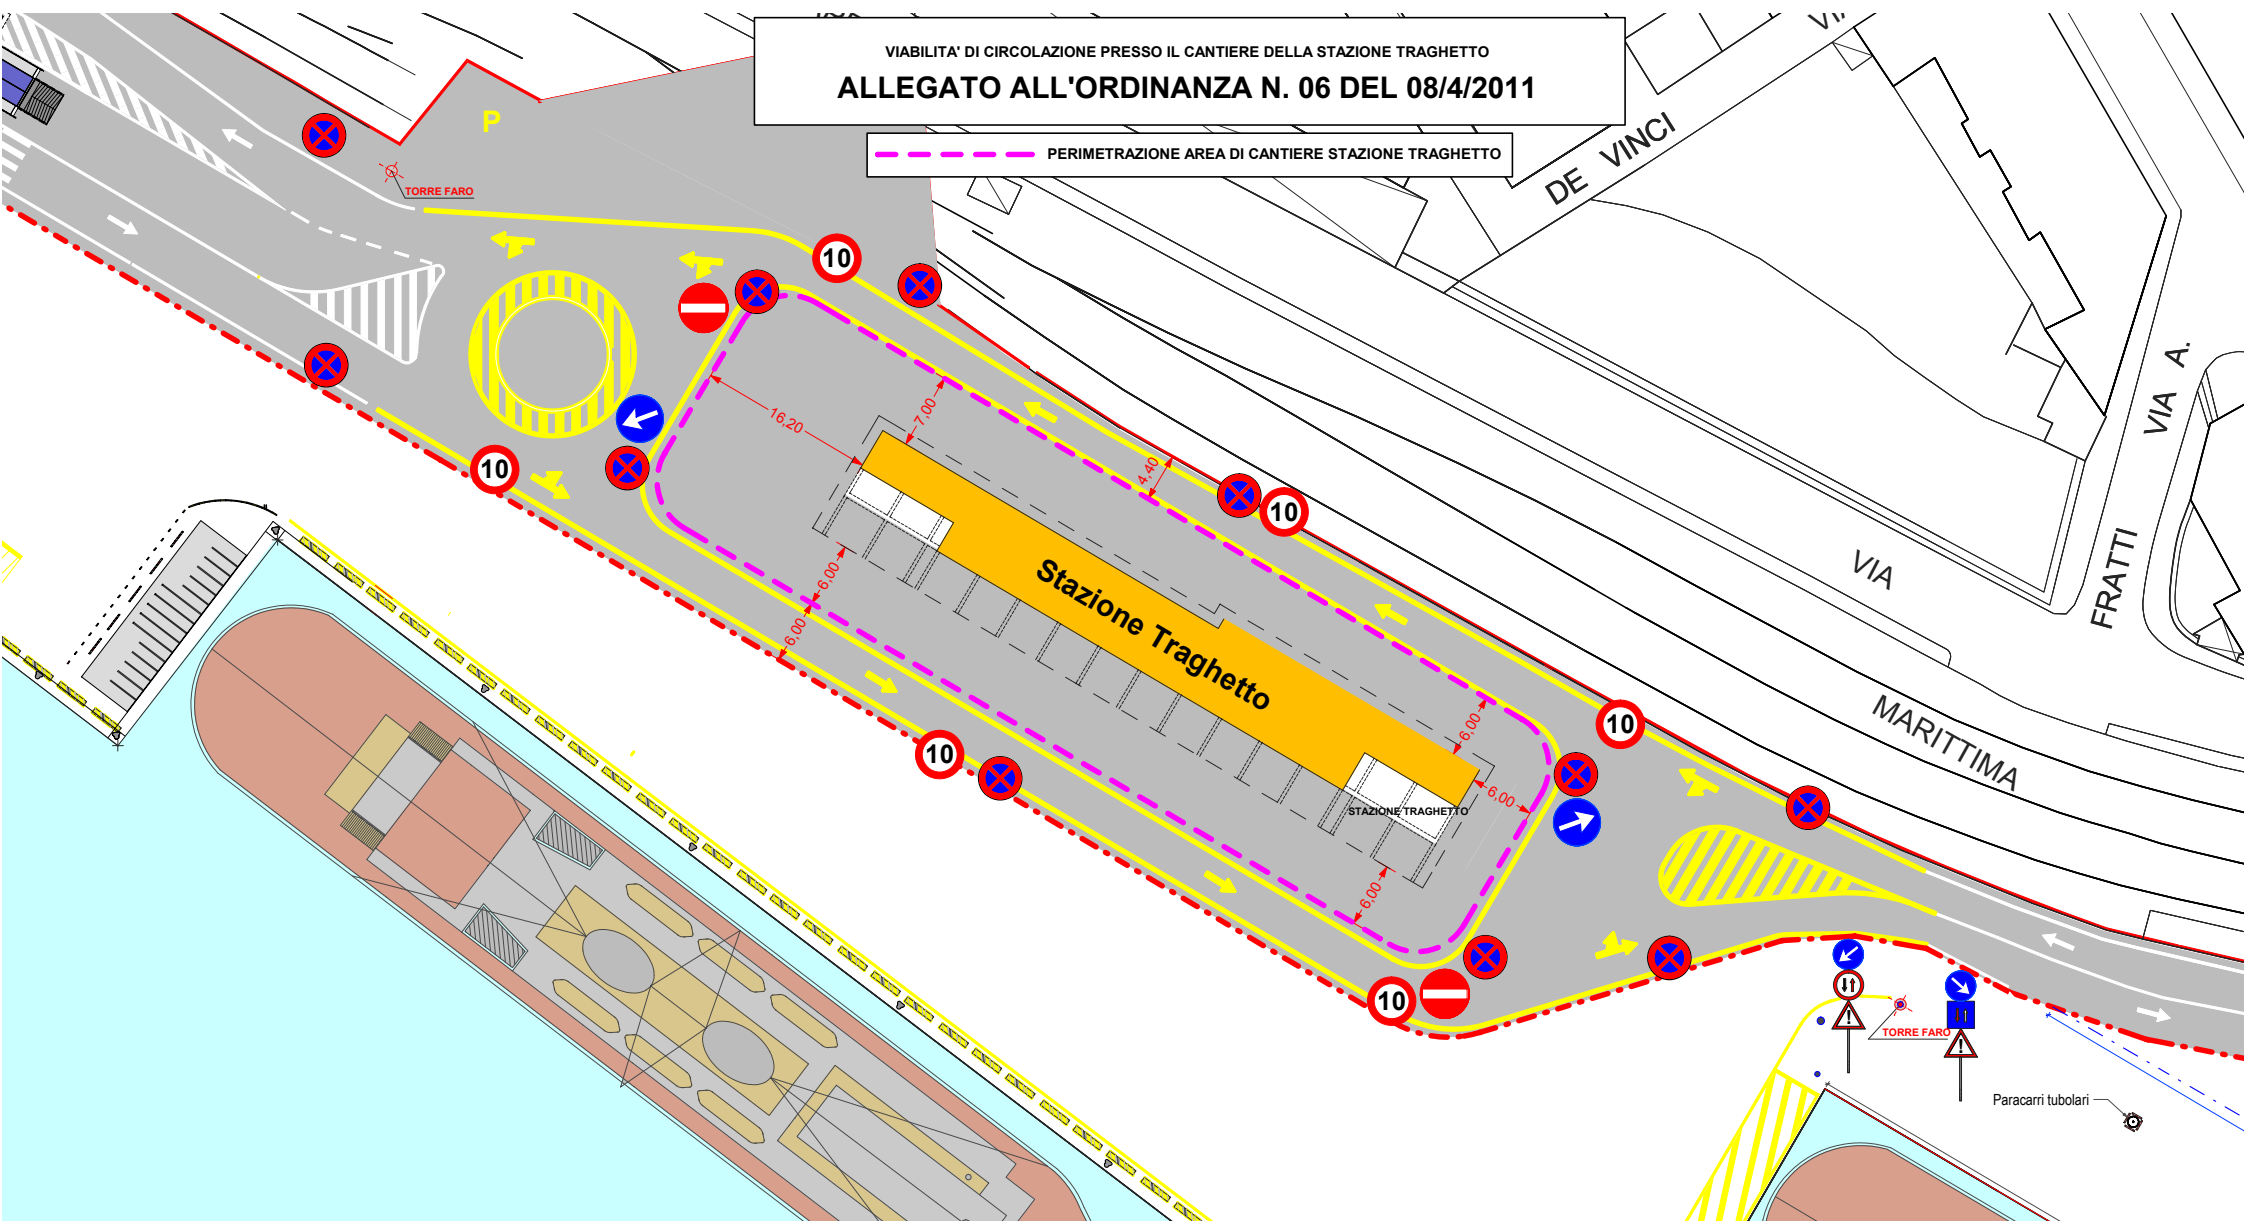 VIABILITA' DI CIRCOLAZIONE PRESSO IL CANTIERE DELLA STAZIONE TRAGHETTO
ALLEGATO ALL'ORDINANZA N. 06 DEL 08/4/2011
PERIMETRAZIONE AREA DI CANTIERE STAZIONE TRAGHETTO
P
TORRE FARO
DE VINCI
10
10
16,20
7,00
4,40
10
10
VIA A.
FRATTI
VIA
MARITTIMA
6,00
6,00
Stazione Traghetto
6,00
6,00
STAZIONE TRAGHETTO
6,00
10
10
10
TORRE FARO
Paracarri tubolari